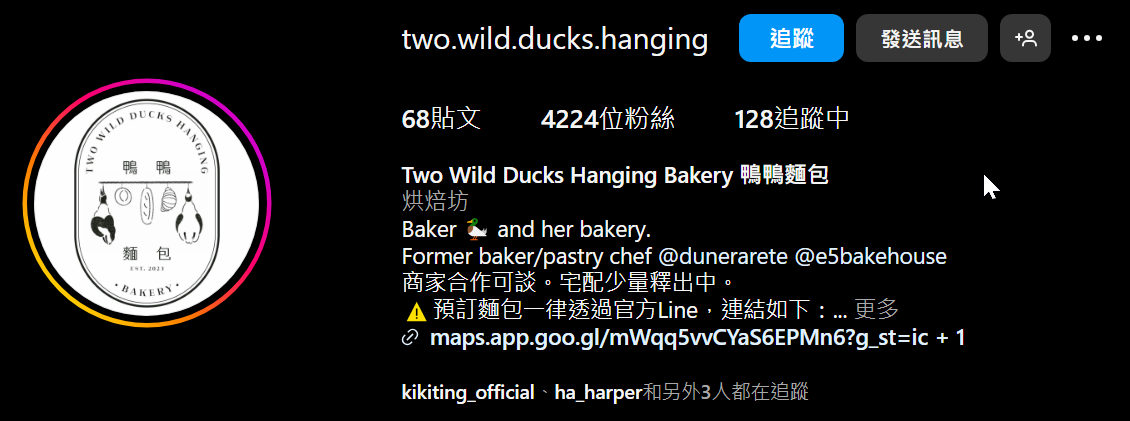 two.wild.ducks.hanging 追蹤 發送訊息
68貼文 4224位粉絲 128追蹤中
TWO WILD DUCKS HANGING
鴨 鴨
麵 包
EST. 2023
• BAKERY •
Two Wild Ducks Hanging Bakery 鴨鴨麵包
烘焙坊
Baker 🦆 and her bakery.
Former baker/pastry chef @dunerarete @e5bakehouse
商家合作可談。宅配少量釋出中。
⚠️ 預訂麵包一律透過官方Line，連結如下：... 更多
maps.app.goo.gl/mWqq5vvCYaS6EPMn6?g_st=ic + 1
kikiting_official、ha_harper和另外3人都在追蹤